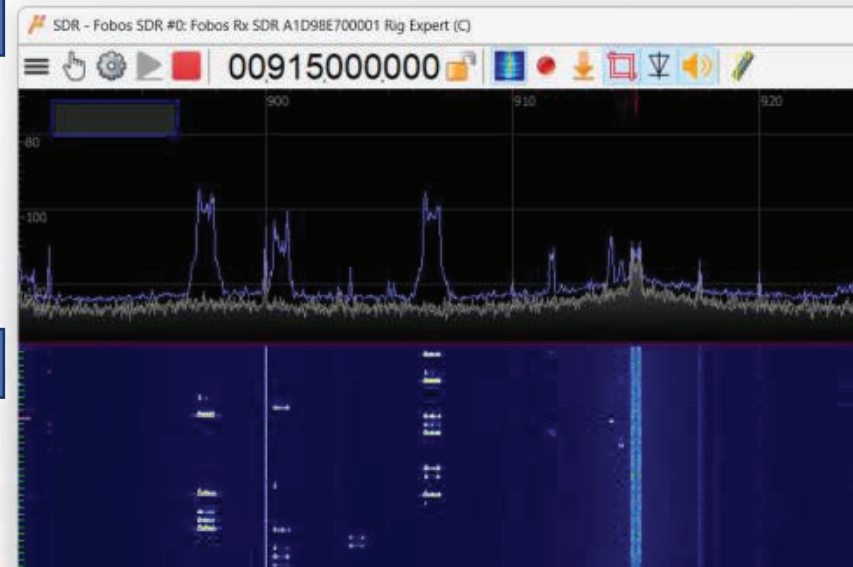 SDR - Fobos SDR #0: Fobos Rx SDR A1D98E700001 Rig Expert (C)
00915000000
900 910 920
-80
-100